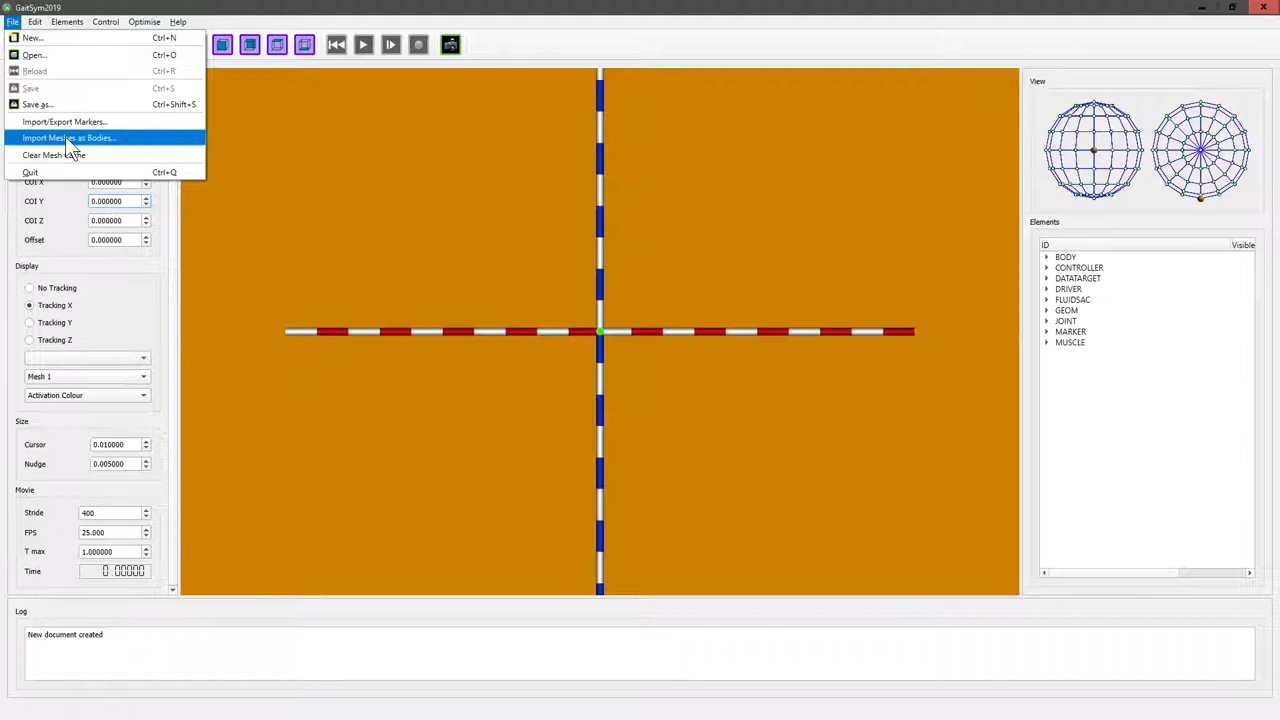 GaitSym2019
File Edit Elements Control Optimise Help
New... Ctrl+N
Open... Ctrl+O
Reload Ctrl+R
Save Ctrl+S
Save as... Ctrl+Shift+S
Import/Export Markers...
Import Meshes as Bodies...
Clear Mesh
Quit Ctrl+Q
COI X 0.000000
COI Y 0.000000
COI Z 0.000000
Offset 0.000000
Display
No Tracking
Tracking X
Tracking Y
Tracking Z
Mesh 1
Activation Colour
Size
Cursor 0.010000
Nudge 0.005000
Movie
Stride 400
FPS 25.000
T max 1.000000
Time 0.00000
View
Elements
ID Visible
BODY
CONTROLLER
DATATARGET
DRIVER
FLUIDSAC
GEOM
JOINT
MARKER
MUSCLE
Log
New document created